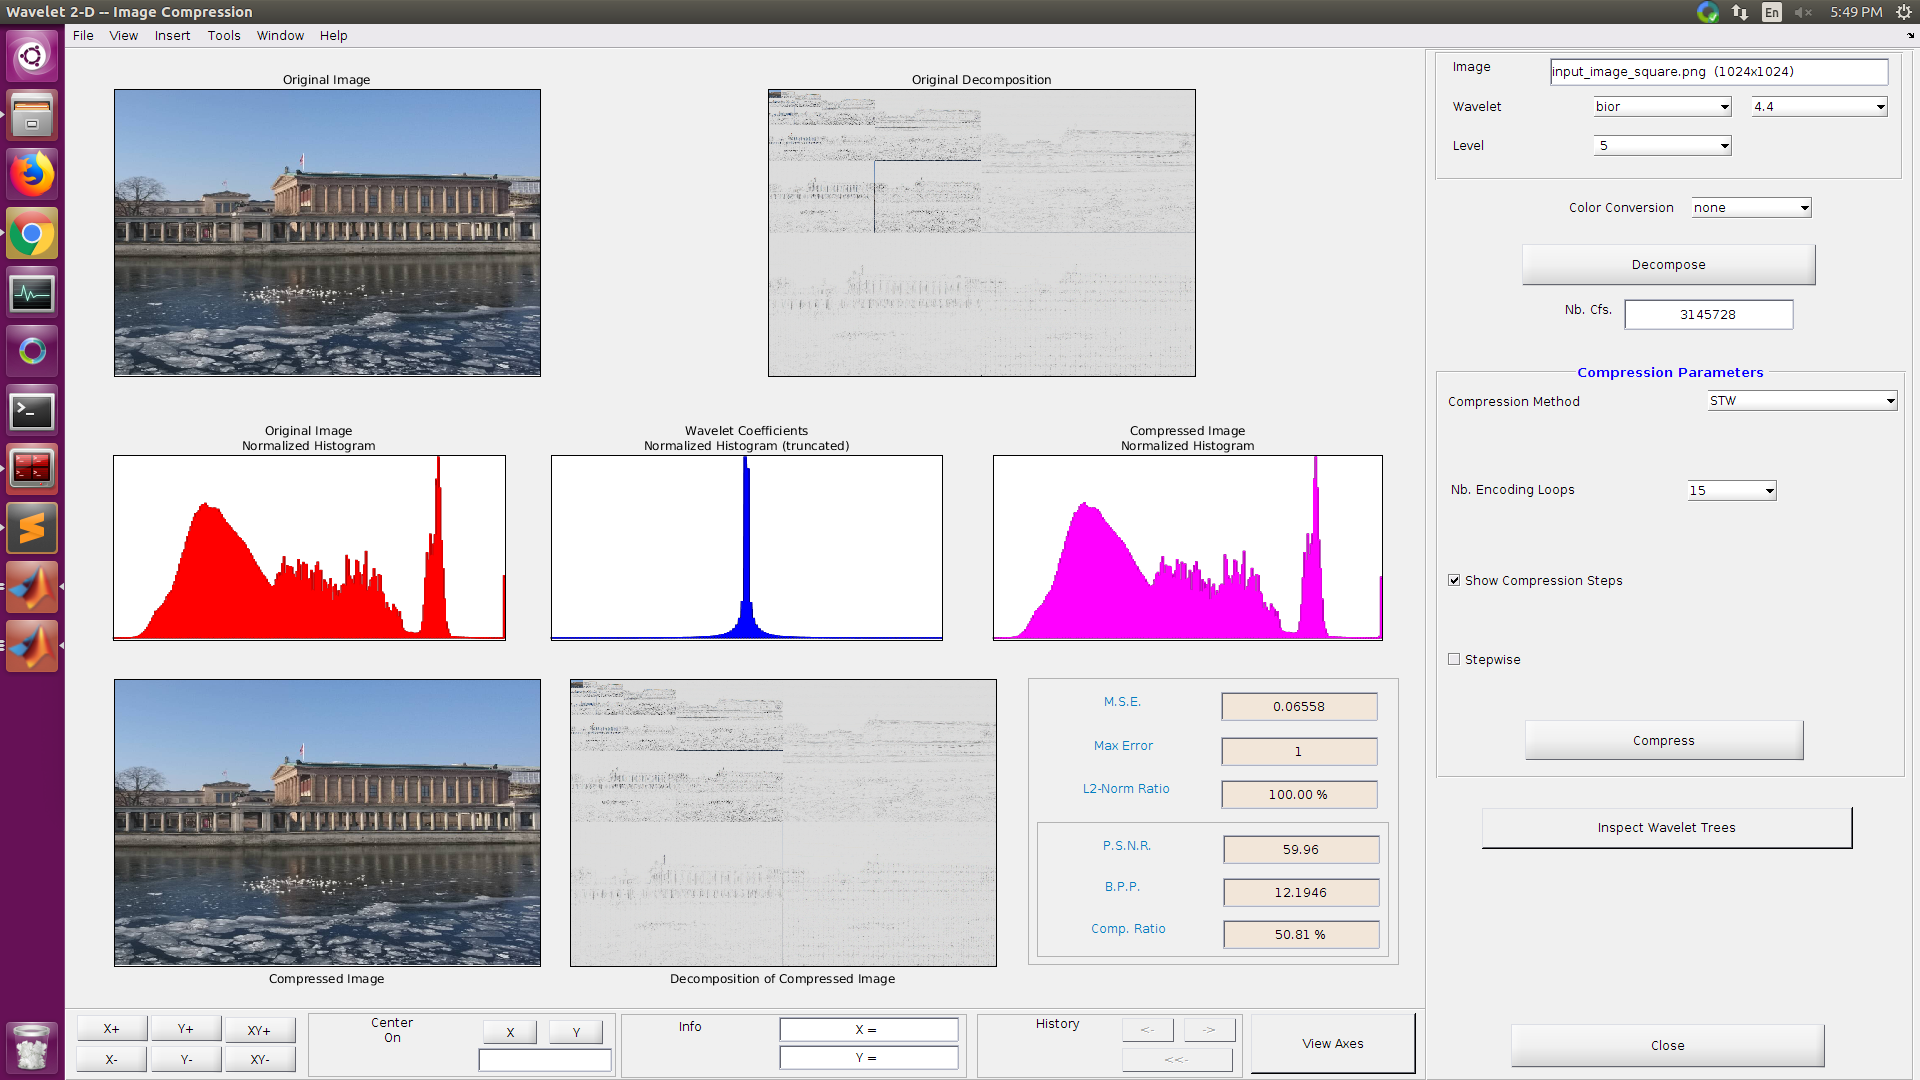 Wavelet 2-D -- Image Compression
En
5:49 PM
File View Insert Tools Window Help
Original Image
Original Decomposition
Image
input_image_square.png (1024x1024)
Wavelet
bior
4.4
Level
5
Color Conversion
none
Decompose
Nb. Cfs.
3145728
Compression Parameters
Compression Method
STW
Nb. Encoding Loops
15
Show Compression Steps
Stepwise
Compress
Inspect Wavelet Trees
Close
Original Image
Normalized Histogram
Wavelet Coefficients
Normalized Histogram (truncated)
Compressed Image
Normalized Histogram
Compressed Image
Decomposition of Compressed Image
M.S.E.
0.06558
Max Error
1
L2-Norm Ratio
100.00 %
P.S.N.R.
59.96
B.P.P.
12.1946
Comp. Ratio
50.81 %
X+
Y+
XY+
X-
Y-
XY-
Center
On
X
Y
Info
X =
Y =
History
<-
->
<<-
View Axes